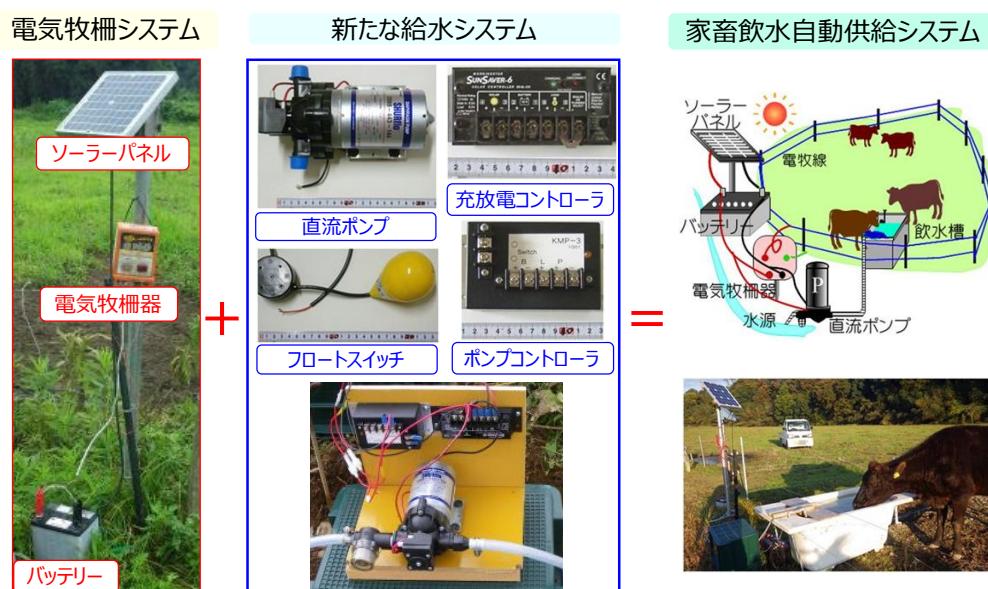 電気牧柵システム
新たな給水システム
家畜飲水自動供給システム
ソーラーパネル
電気牧柵器
バッテリー
+
SHURflo
直流ポンプ
SUNSAVER-6
充放電コントローラ
フロートスイッチ
KMP-3
Switch
B L P
ポンプコントローラ
=
ソーラー
パネル
電牧線
バッテリー
飲水槽
電気牧柵器
P
水源
直流ポンプ